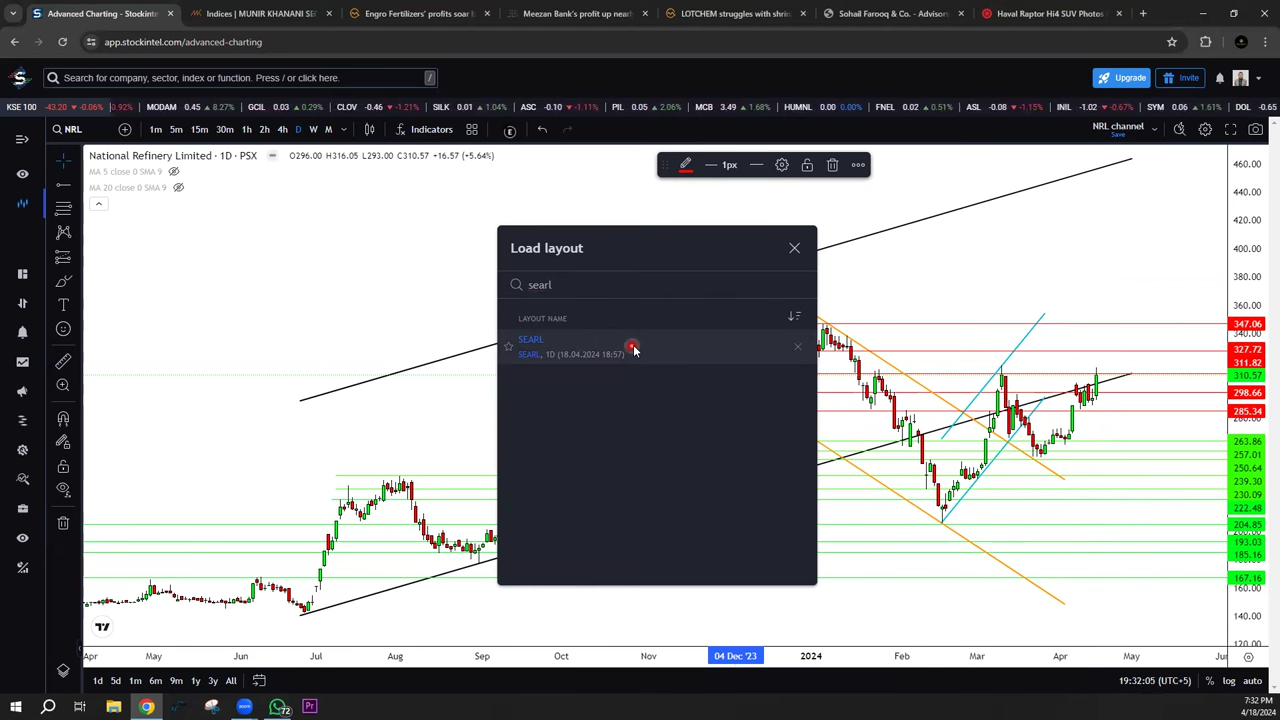 Advanced Charting - Stockintel
Indices | MUNIR KHANANI SE
Engro Fertilizers' profits soar b
Meezan Bank's profit up nearly
LOTCHEM struggles with shrin
Sohail Farooq & Co. - Advisory
Haval Raptor Hi4 SUV Photos
app.stockintel.com/advanced-charting
Search for company, sector, index or function. Press / or click here. /
Upgrade
Invite
KSE 100 -43.20 -0.06% 0.92% MODAM 0.45 8.27% GCIL 0.03 0.29% CLOV -0.46 -1.21% SILK 0.01 1.04% ASC -0.10 -1.11% PIL 0.05 2.06% MCB 3.49 1.68% HUMNL 0.00 0.00% FNEL 0.02 0.51% ASL -0.08 -1.15% INIL -1.02 -0.67% SYM 0.06 1.61% DOL -0.65
NRL 1m 5m 15m 30m 1h 2h 4h D W M Indicators E NRL channel
Save
National Refinery Limited · 1D · PSX O296.00 H316.05 L293.00 C310.57 +16.57 (+5.64%)
MA 5 close 0 SMA 9
MA 20 close 0 SMA 9
1px
Load layout
searl
LAYOUT NAME
SEARL
SEARL, 1D (18.04.2024 18:57)
460.00
440.00
420.00
400.00
380.00
360.00
347.06
327.72
311.82
310.57
298.66
285.34
280.00
263.86
257.01
250.64
239.30
230.09
222.48
204.85
200.00
193.03
185.16
167.16
140.00
120.00
Apr May Jun Jul Aug Sep Oct Nov 04 Dec '23 2024 Feb Mar Apr May Jun
1d 5d 1m 6m 9m 1y 3y All 19:32:05 (UTC+5) % log auto
72
Pr
7:32 PM
4/18/2024